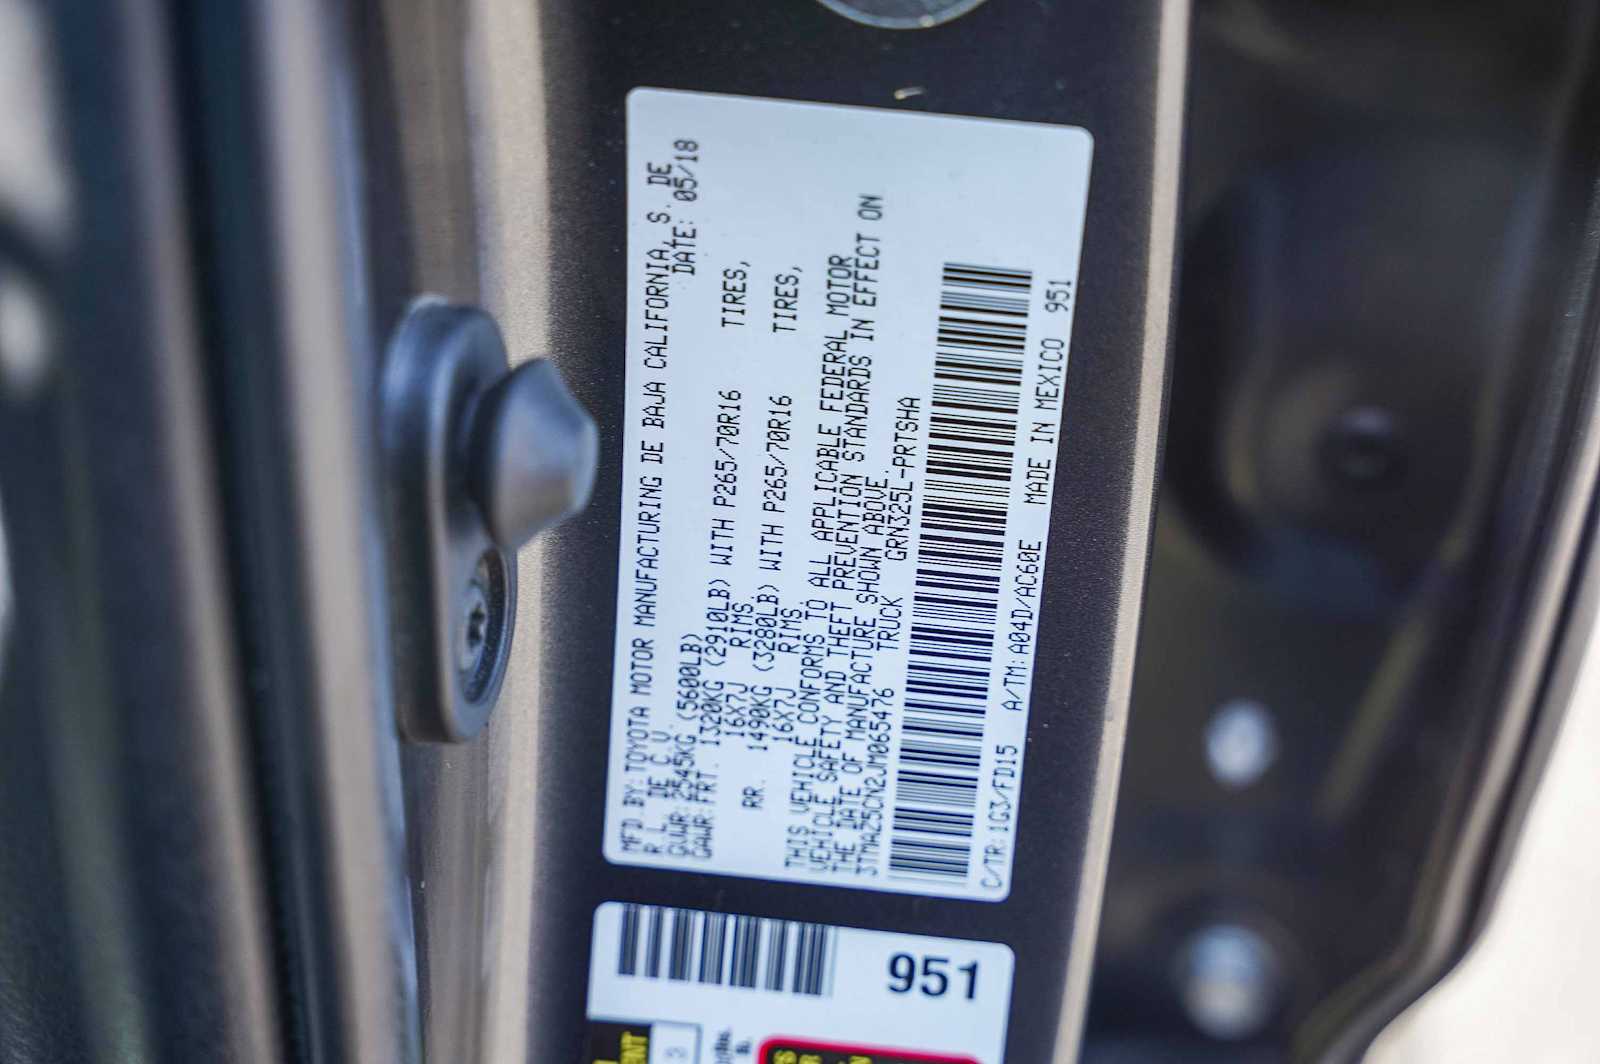 MFD.BY:TOYOTA MOTOR MANUFACTURING DE BAJA CALIFORNIA, S. DE
R.L. DE C.V. DATE: 05/18
GVWR:2545KG (5600LB)
GAWR:FRT. 1320KG (2910LB) WITH P265/70R16 TIRES,
16X7J RIMS.
RR. 1490KG (3280LB) WITH P265/70R16 TIRES,
16X7J RIMS.
THIS VEHICLE CONFORMS TO ALL APPLICABLE FEDERAL MOTOR
VEHICLE SAFETY AND THEFT PREVENTION STANDARDS IN EFFECT ON
THE DATE OF MANUFACTURE SHOWN ABOVE.
3TMAZ5CN2JM065476 TRUCK GRN325L-PRTSHA
C/TR:1G3/FD15 A/TM:A04D/AC60E MADE IN MEXICO 951
951